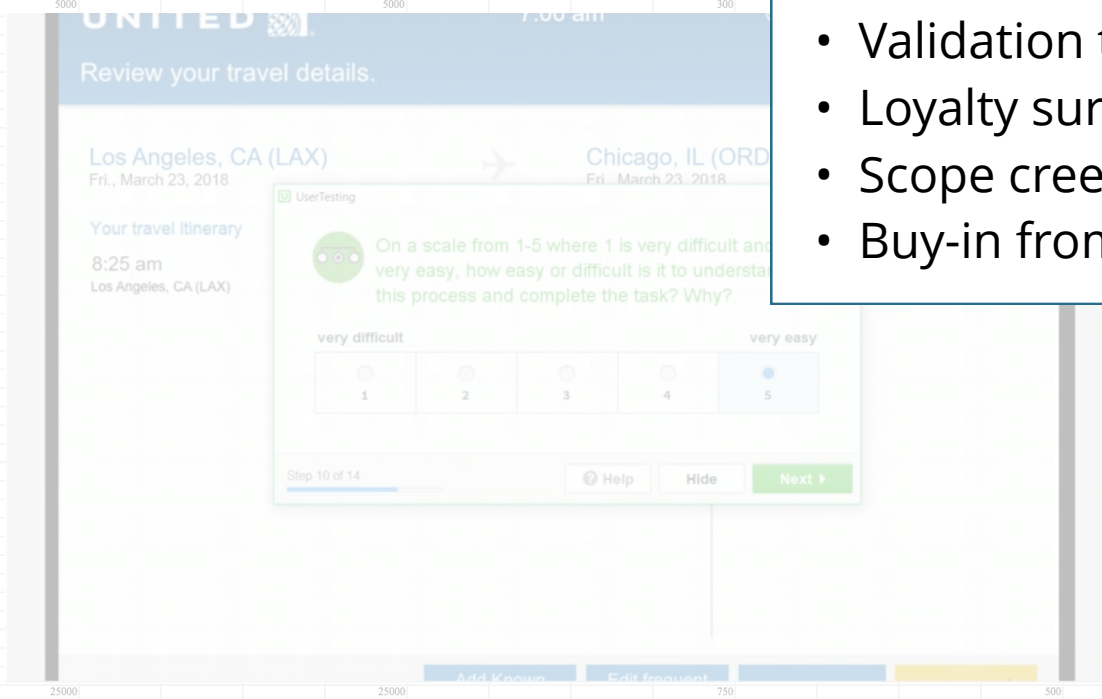 5000 5000 300
UNITED
7:00 am
Review your travel details.
Los Angeles, CA (LAX)
Fri., March 23, 2018
Chicago, IL (ORD
Fri., March 23, 2018
Your travel itinerary
8:25 am
Los Angeles, CA (LAX)
UserTesting
On a scale from 1-5 where 1 is very difficult and
very easy, how easy or difficult is it to understa
this process and complete the task? Why?
very difficult very easy
1 2 3 4 5
Step 10 of 14
Help Hide Next
Add Known Edit frequent
25000 25000 750 500
• Validation
• Loyalty sur
• Scope cree
• Buy-in from